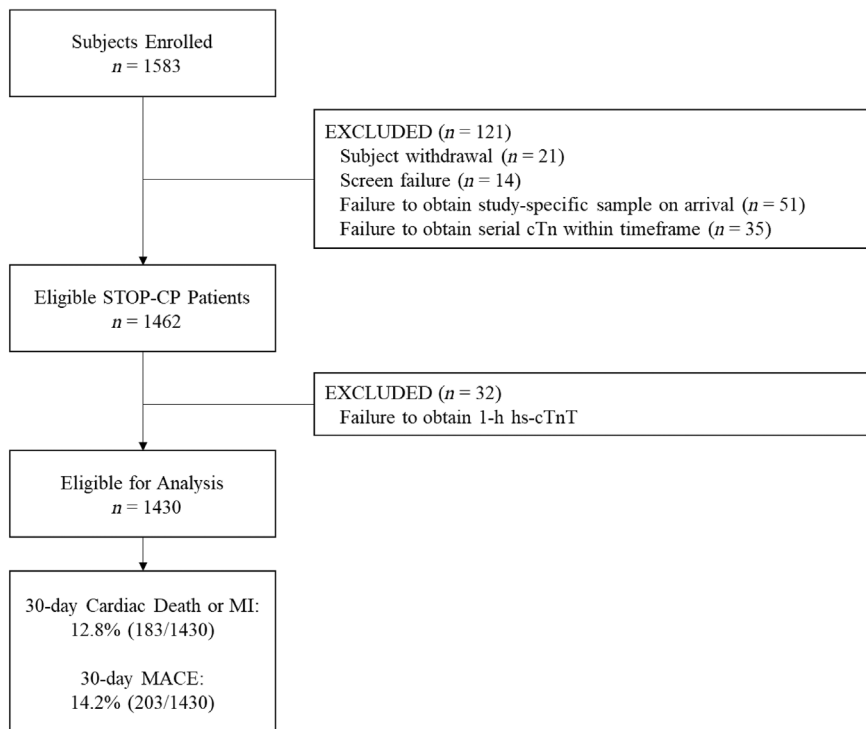 Subjects Enrolled
n = 1583
EXCLUDED (n = 121)
Subject withdrawal (n = 21)
Screen failure (n = 14)
Failure to obtain study-specific sample on arrival (n = 51)
Failure to obtain serial cTn within timeframe (n = 35)
Eligible STOP-CP Patients
n = 1462
EXCLUDED (n = 32)
Failure to obtain 1-h hs-cTnT
Eligible for Analysis
n = 1430
30-day Cardiac Death or MI:
12.8% (183/1430)
30-day MACE:
14.2% (203/1430)